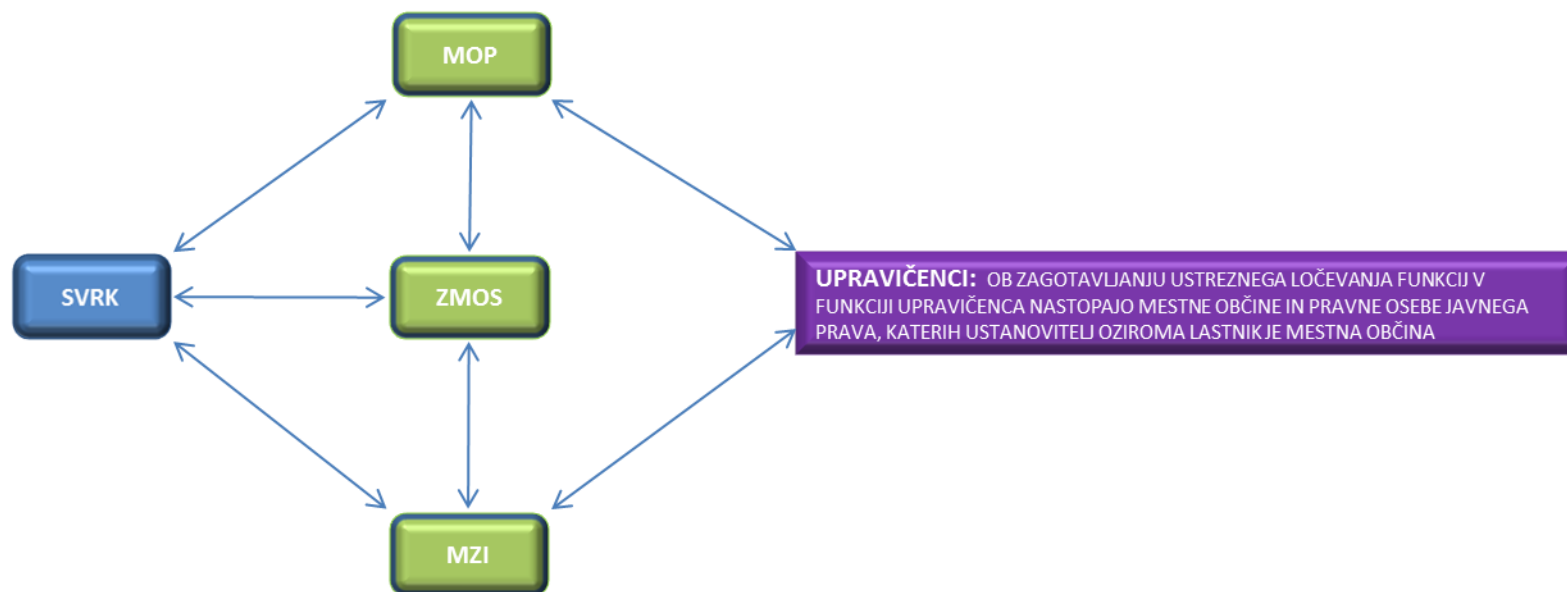 MOP
SVRK
ZMOS
UPRAVIČENCI: OB ZAGOTAVLJANJU USTREZNEGA LOČEVANJA FUNKCIJ V
FUNKCIJI UPRAVIČENCA NASTOPAJO MESTNE OBČINE IN PRAVNE OSEBE JAVNEGA
PRAVA, KATERIH USTANOVITELJ OZIROMA LASTNIK JE MESTNA OBČINA
MZI